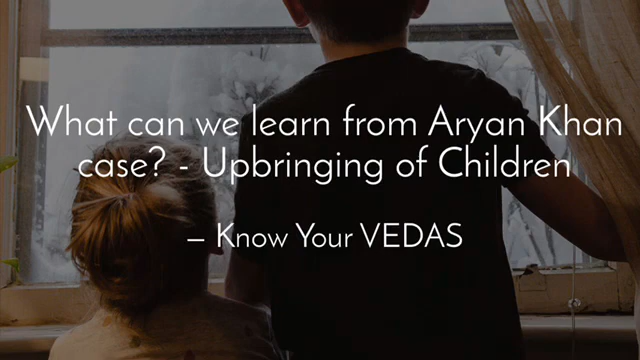 What can we learn from Aryan Khan
case? - Upbringing of Children
– Know Your VEDAS